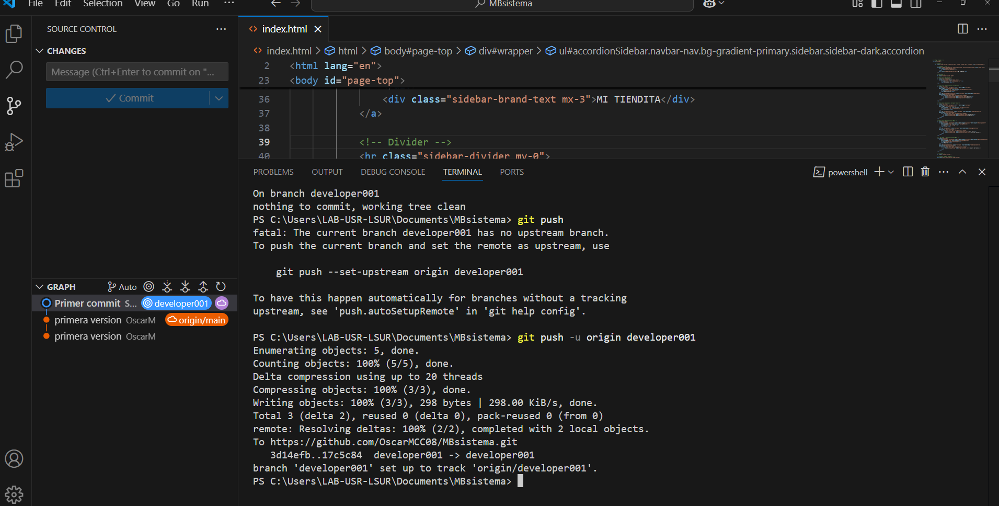 File Edit Selection View Go Run ...
MBsistema
SOURCE CONTROL ...
CHANGES
Message (Ctrl+Enter to commit on "...
Commit
GRAPH Auto
Primer commit S... developer001
primera version OscarM origin/main
primera version OscarM
index.html
index.html > html > body#page-top > div#wrapper > ul#accordionSidebar.navbar-nav.bg-gradient-primary.sidebar.sidebar-dark.accordion
2 <html lang="en">
23 <body id="page-top">
36 <div class="sidebar-brand-text mx-3">MI TIENDITA</div>
37 </a>
38
39 <!-- Divider -->
40 <hr class="sidebar-divider my-0">
PROBLEMS OUTPUT DEBUG CONSOLE TERMINAL PORTS powershell
On branch developer001
nothing to commit, working tree clean
PS C:\Users\LAB-USR-LSUR\Documents\MBsistema> git push
fatal: The current branch developer001 has no upstream branch.
To push the current branch and set the remote as upstream, use
git push --set-upstream origin developer001
To have this happen automatically for branches without a tracking
upstream, see 'push.autoSetupRemote' in 'git help config'.
PS C:\Users\LAB-USR-LSUR\Documents\MBsistema> git push -u origin developer001
Enumerating objects: 5, done.
Counting objects: 100% (5/5), done.
Delta compression using up to 20 threads
Compressing objects: 100% (3/3), done.
Writing objects: 100% (3/3), 298 bytes | 298.00 KiB/s, done.
Total 3 (delta 2), reused 0 (delta 0), pack-reused 0 (from 0)
remote: Resolving deltas: 100% (2/2), completed with 2 local objects.
To https://github.com/OscarMCC08/MBsistema.git
3d14efb..17c5c84 developer001 -> developer001
branch 'developer001' set up to track 'origin/developer001'.
PS C:\Users\LAB-USR-LSUR\Documents\MBsistema>